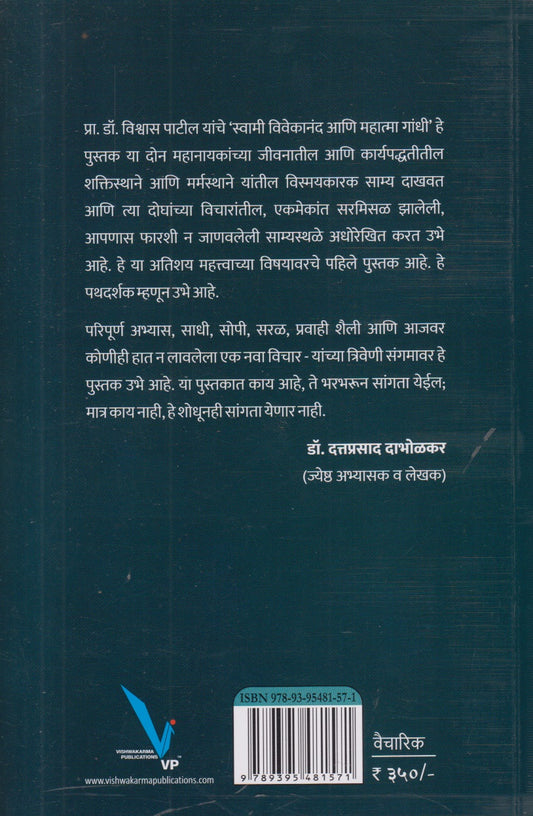 प्रा. डॉ. विश्वास पाटील यांचे ‘स्वामी विवेकानंद आणि महात्मा गांधी’ हे
पुस्तक या दोन महानायकांच्या जीवनातील आणि कार्यपद्धतीतील
शक्तिस्थाने आणि मर्मस्थाने यांतील विस्मयकारक साम्य दाखवत
आणि त्या दोघांच्या विचारांतील, एकमेकांत सरमिसळ झालेली,
आपणास फारशी न जाणवलेली साम्यस्थळे अधोरेखित करत उभे
आहे. हे या अतिशय महत्त्वाच्या विषयावरचे पहिले पुस्तक आहे. हे
पथदर्शक म्हणून उभे आहे.
परिपूर्ण अभ्यास, साधी, सोपी, सरळ, प्रवाही शैली आणि आजवर
कोणीही हात न लावलेला एक नवा विचार - यांच्या त्रिवेणी संगमावर हे
पुस्तक उभे आहे. या पुस्तकात काय आहे, ते भरभरून सांगता येईल;
मात्र काय नाही, हे शोधूनही सांगता येणार नाही.
डॉ. दत्तप्रसाद दाभोळकर
(ज्येष्ठ अभ्यासक व लेखक)
ISBN 978-93-95481-57-1
VISHWAKARMA
PUBLICATIONS
VP™
www.vishwakarmapublications.com
9 789395 481571
वैचारिक
₹ ३५०/-